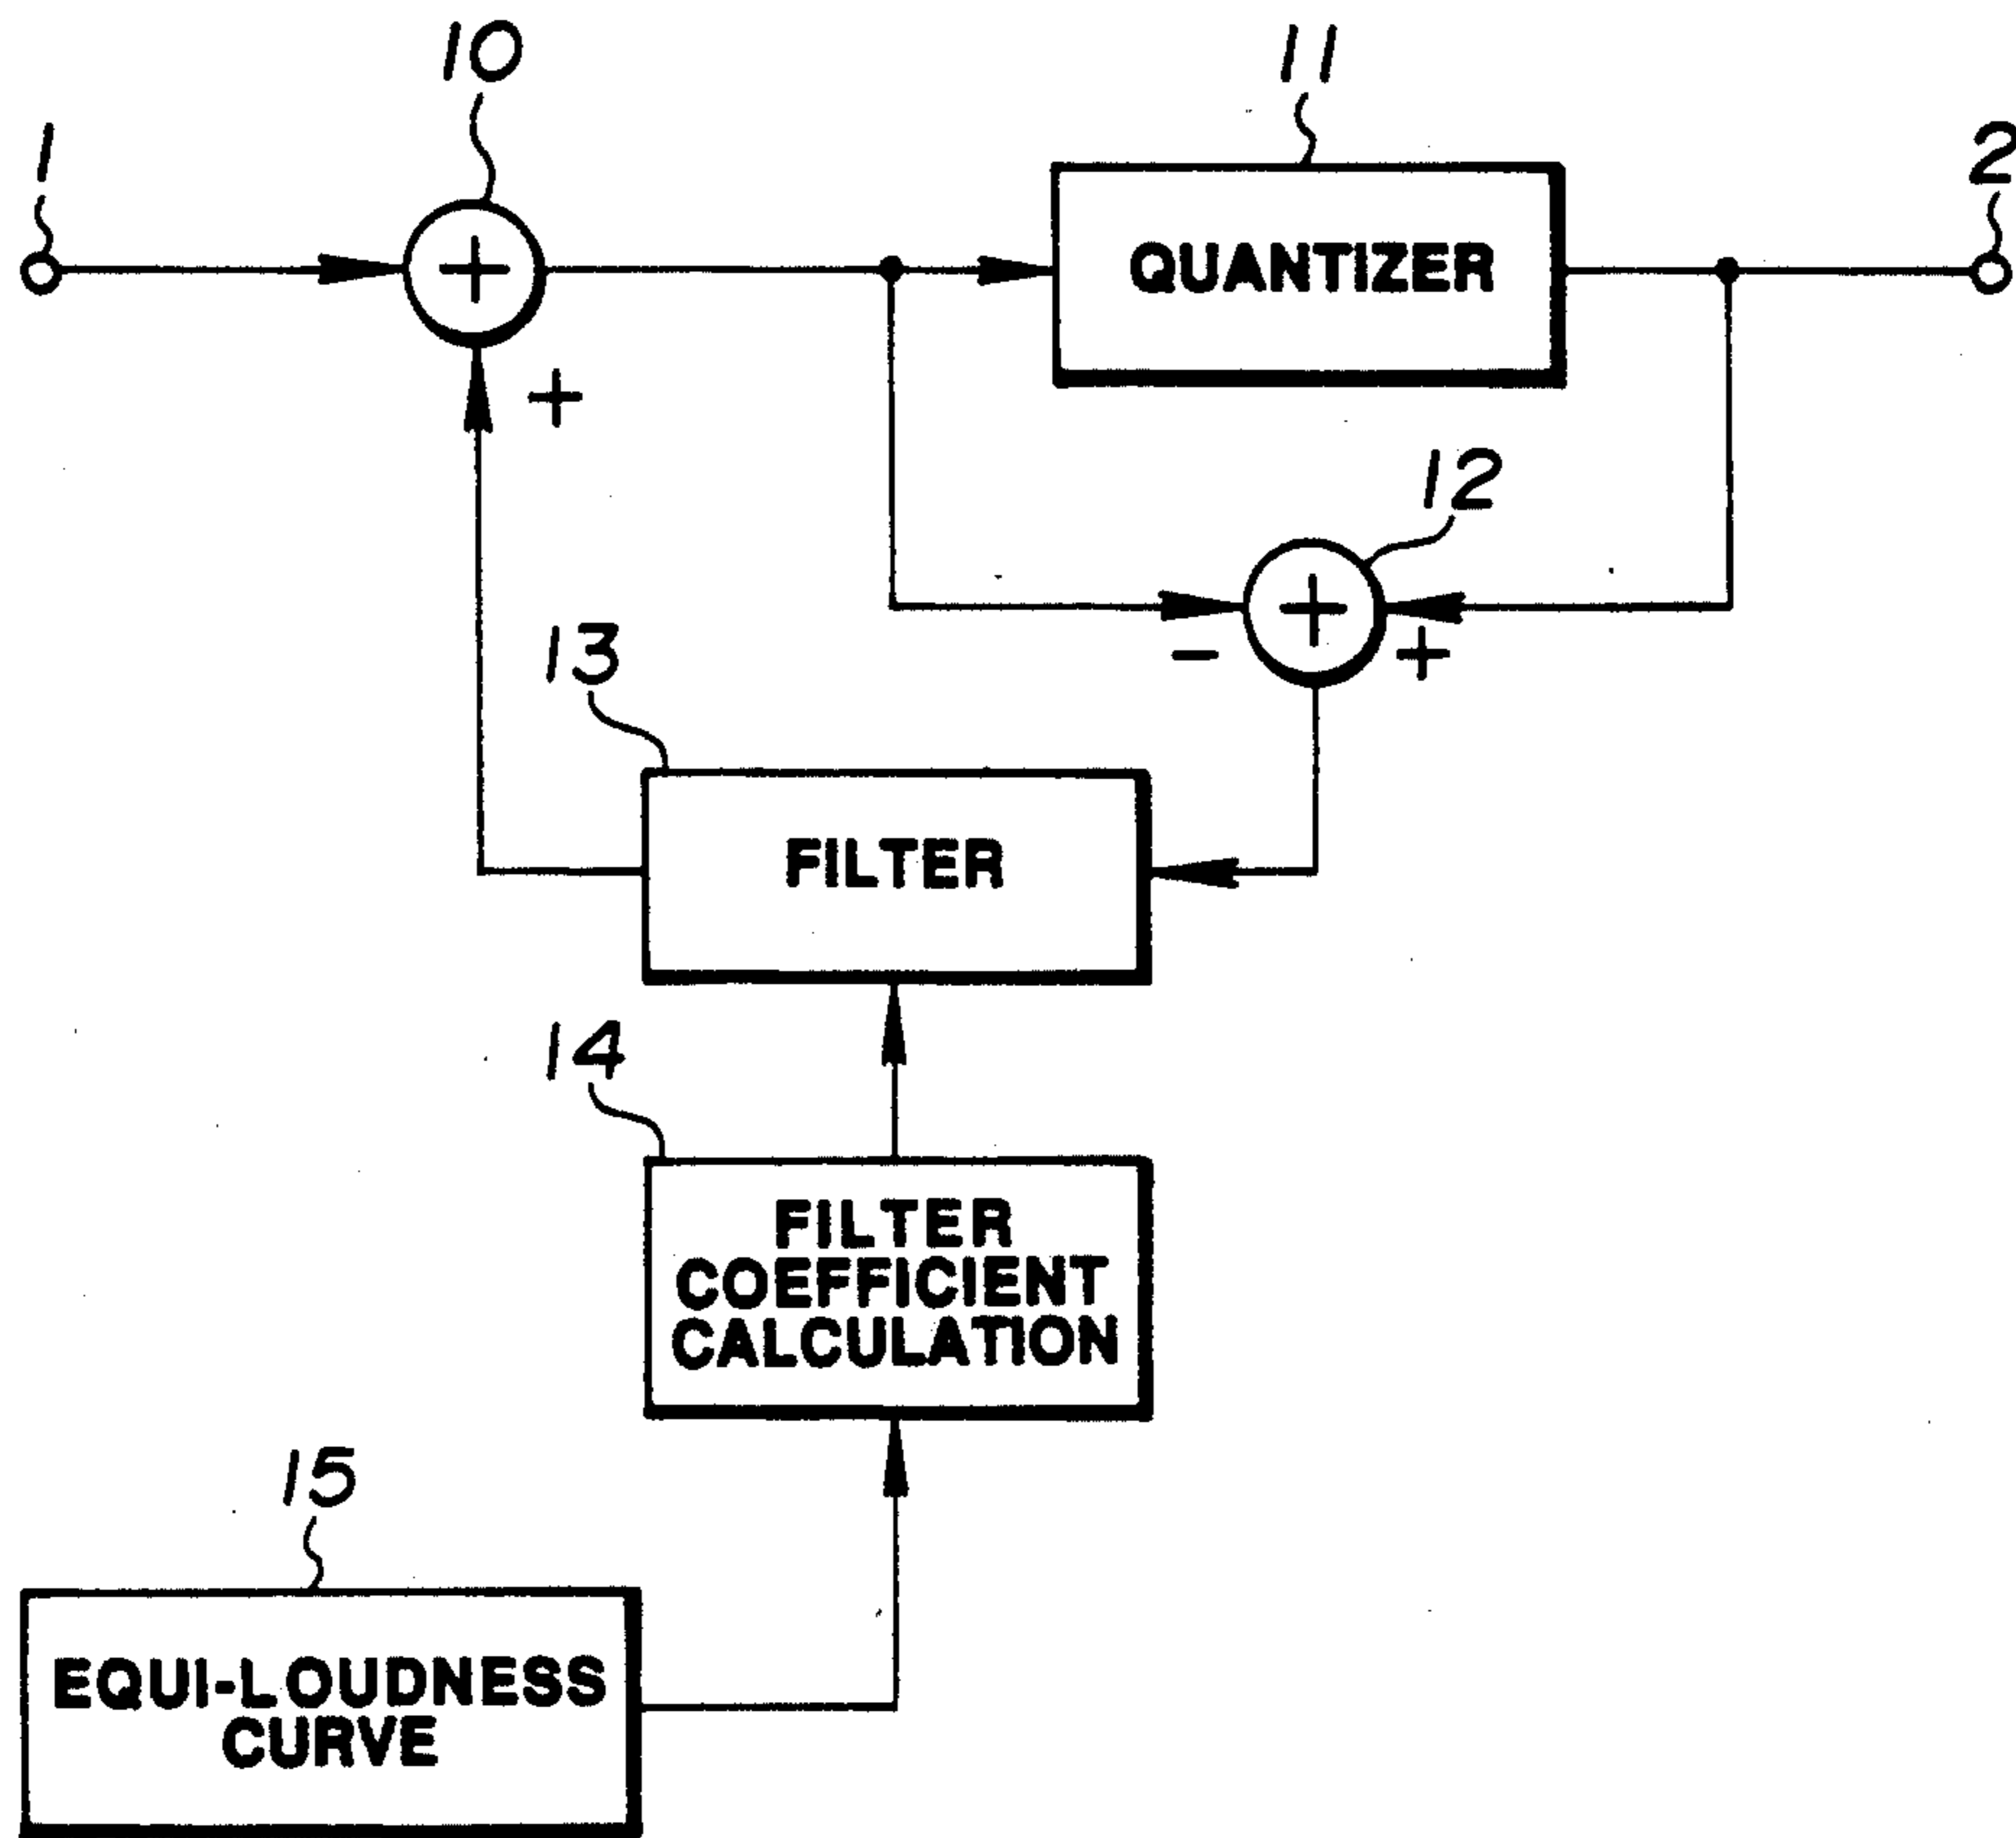 10
11
1
2
QUANTIZER
+
+
+
12
+
- +
13
FILTER
14
FILTER
COEFFICIENT
CALCULATION
15
EQUI-LOUDNESS
CURVE